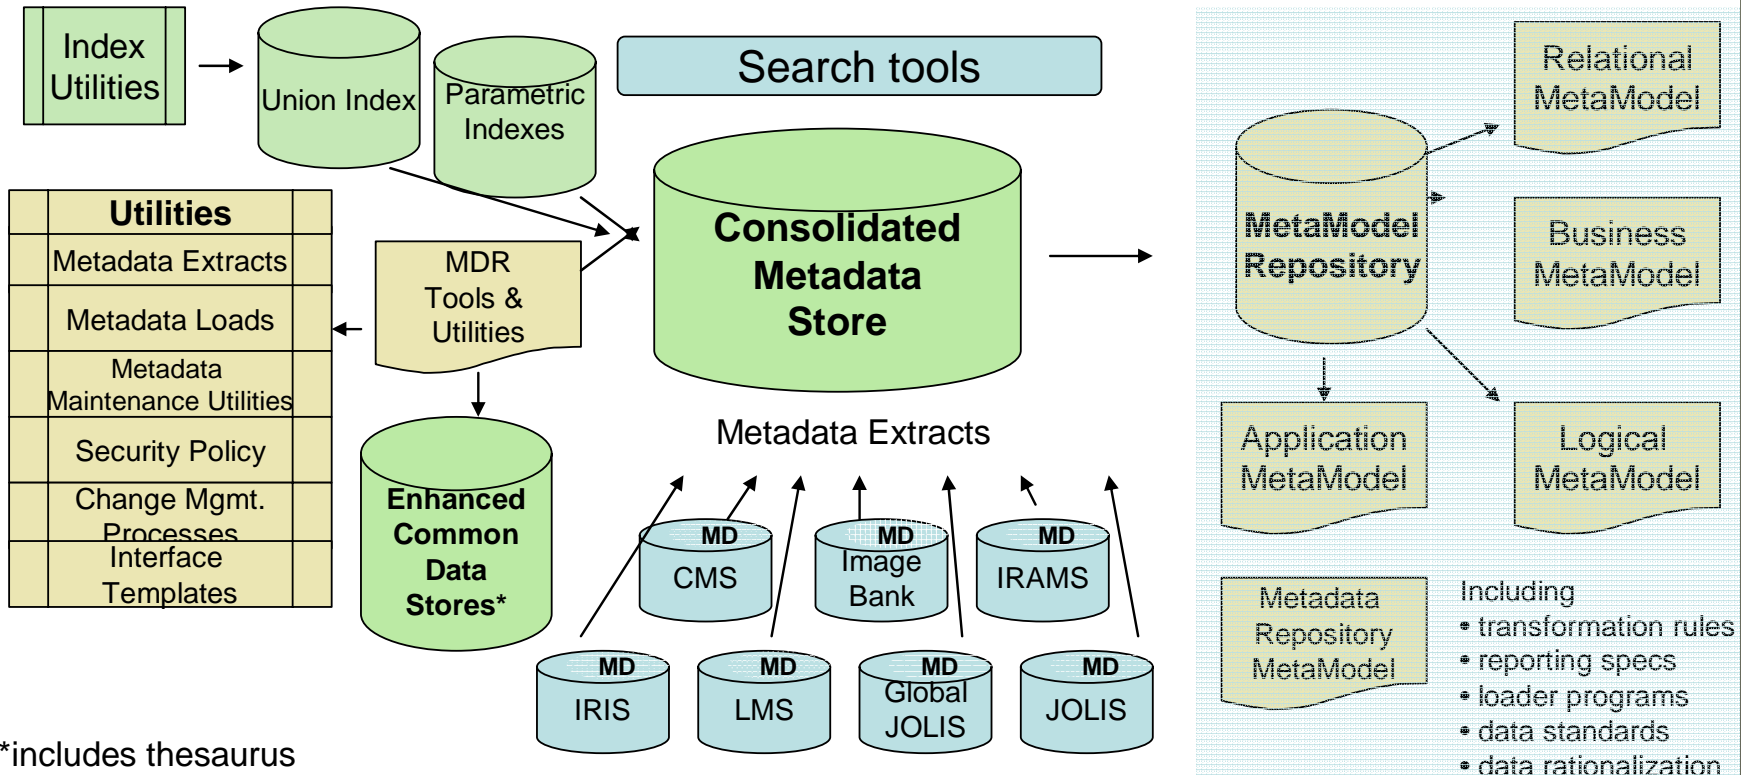 Index
Utilities
Union Index
Parametric
Indexes
Search tools
Utilities
Metadata Extracts
Metadata Loads
Metadata
Maintenance Utilities
Security Policy
Change Mgmt.
Processes
Interface
Templates
MDR
Tools &
Utilities
Enhanced
Common
Data
Stores*
Consolidated
Metadata
Store
Metadata Extracts
MD
CMS
MD
Image
Bank
MD
IRAMS
MD
IRIS
MD
LMS
MD
Global
JOLIS
MD
JOLIS
*includes thesaurus
MetaModel
Repository
Relational
MetaModel
Business
MetaModel
Application
MetaModel
Logical
MetaModel
Metadata
Repository
MetaModel
Including
• transformation rules
• reporting specs
• loader programs
• data standards
• data rationalization